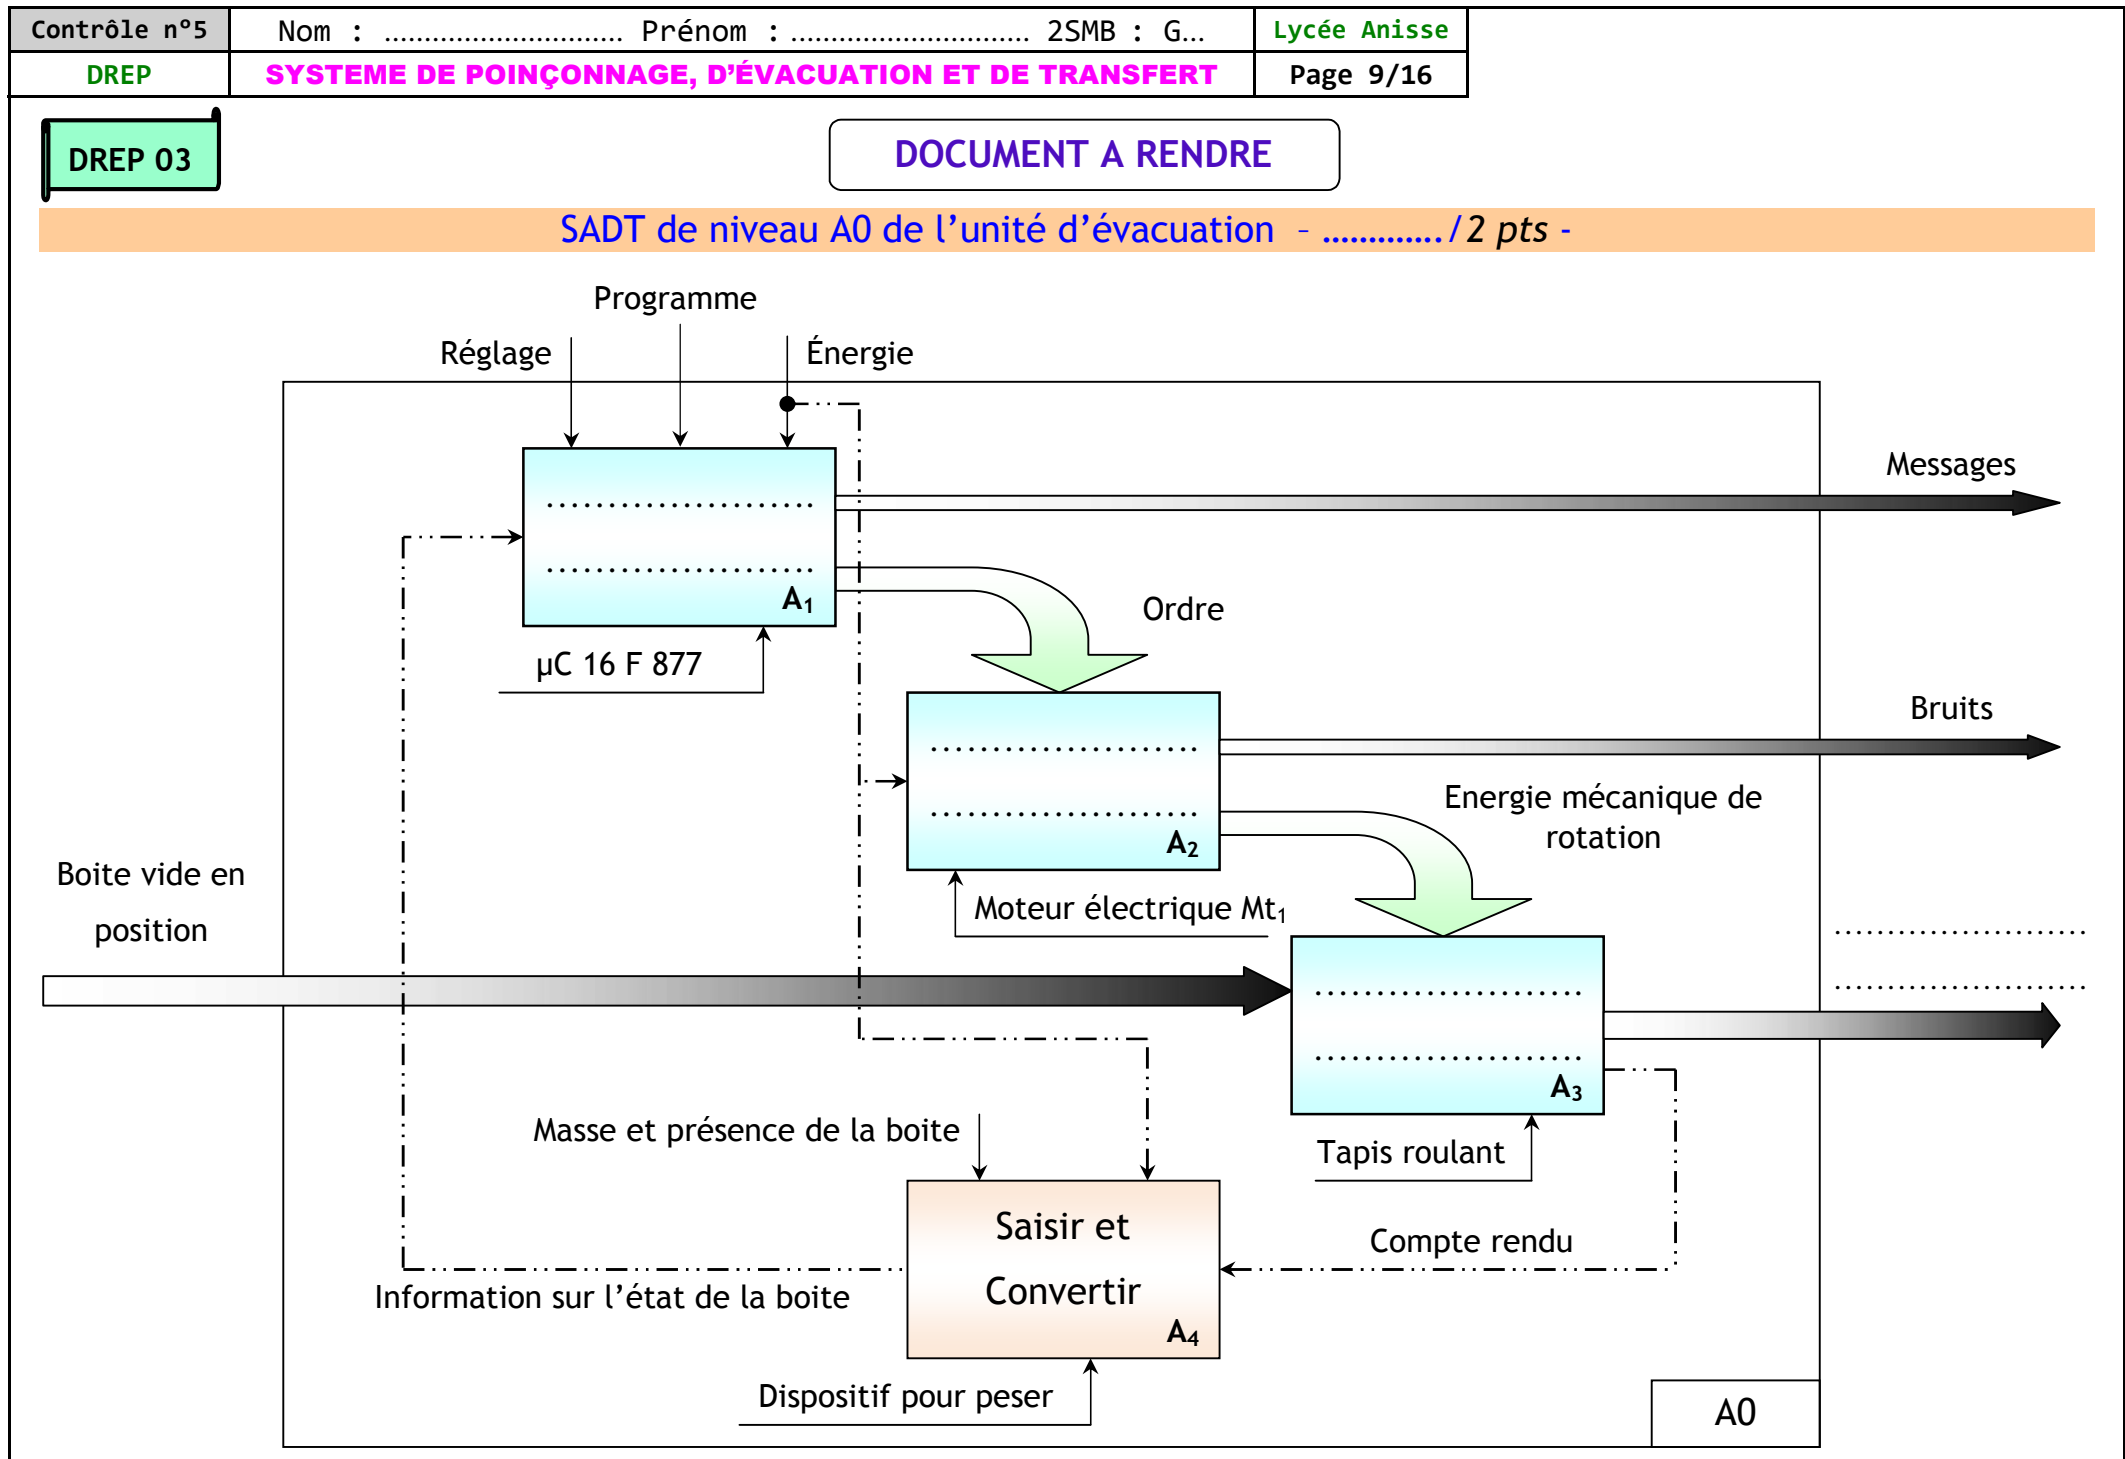 Contrôle n°5 Nom : .............................. Prénom : .............................. 2SMB : G... Lycée Anisse
DREP SYSTEME DE POINÇONNAGE, D'ÉVACUATION ET DE TRANSFERT Page 9/16
DREP 03
DOCUMENT A RENDRE
SADT de niveau A0 de l'unité d'évacuation - ............./2 pts -
Programme
Réglage
Énergie
Messages
......................
......................
A1
Ordre
µC 16 F 877
Bruits
......................
......................
A2
Energie mécanique de
rotation
Boite vide en
position
Moteur électrique Mt1
.....................
.....................
......................
......................
A3
Masse et présence de la boite
Tapis roulant
Saisir et
Convertir
A4
Compte rendu
Information sur l'état de la boite
Dispositif pour peser
A0